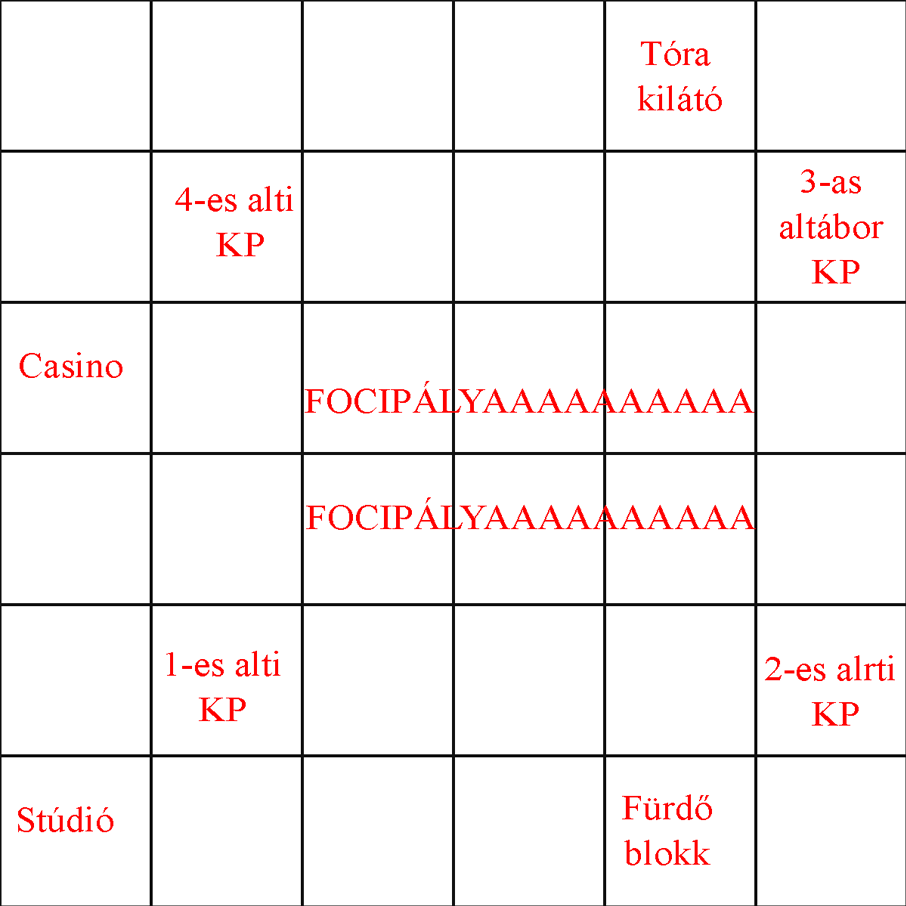 Tóra
kilátó
4-es alti
KP
3-as
altábor
KP
Casino
FOCIPÁLYAAAAAAAAAA
FOCIPÁLYAAAAAAAAAA
1-es alti
KP
2-es alrti
KP
Stúdió
Fürdő
blokk